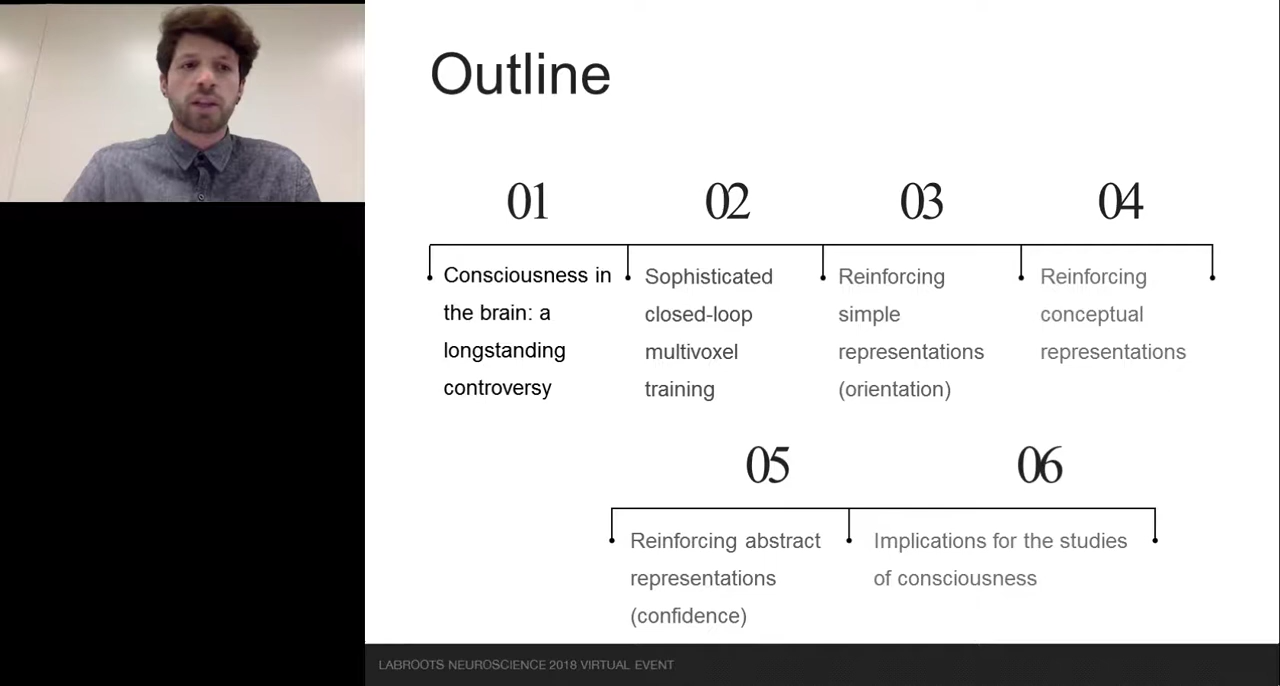 Outline
01
02
03
04
Consciousness in
the brain: a
longstanding
controversy
Sophisticated
closed-loop
multivoxel
training
Reinforcing
simple
representations
(orientation)
Reinforcing
conceptual
representations
05
06
Reinforcing abstract
representations
(confidence)
Implications for the studies
of consciousness
LABROOTS NEUROSCIENCE 2018 VIRTUAL EVENT